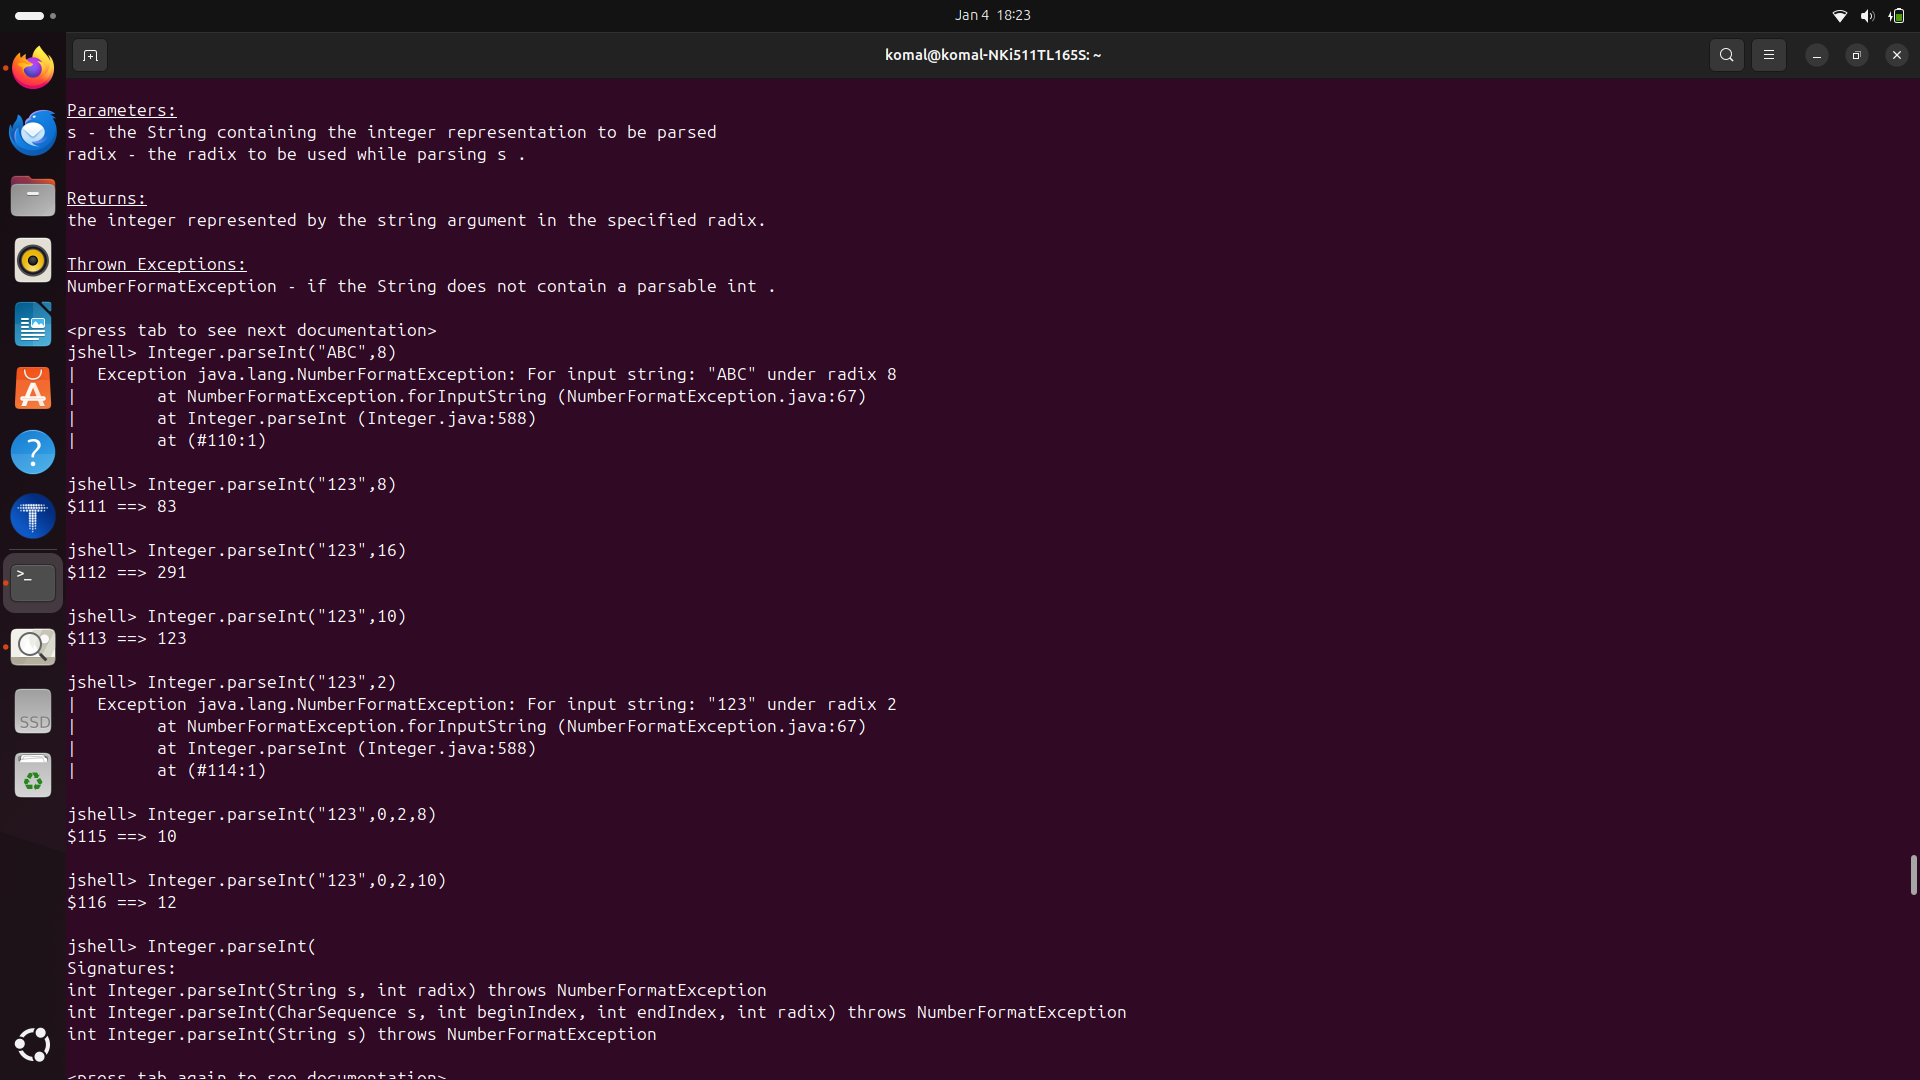 Jan 4 18:23
komal@komal-NKi511TL165S: ~
Parameters:
s - the String containing the integer representation to be parsed
radix - the radix to be used while parsing s .
Returns:
the integer represented by the string argument in the specified radix.
Thrown Exceptions:
NumberFormatException - if the String does not contain a parsable int .
<press tab to see next documentation>
jshell> Integer.parseInt("ABC",8)
|  Exception java.lang.NumberFormatException: For input string: "ABC" under radix 8
|        at NumberFormatException.forInputString (NumberFormatException.java:67)
|        at Integer.parseInt (Integer.java:588)
|        at (#110:1)
jshell> Integer.parseInt("123",8)
$111 ==> 83
jshell> Integer.parseInt("123",16)
$112 ==> 291
jshell> Integer.parseInt("123",10)
$113 ==> 123
jshell> Integer.parseInt("123",2)
|  Exception java.lang.NumberFormatException: For input string: "123" under radix 2
|        at NumberFormatException.forInputString (NumberFormatException.java:67)
|        at Integer.parseInt (Integer.java:588)
|        at (#114:1)
jshell> Integer.parseInt("123",0,2,8)
$115 ==> 10
jshell> Integer.parseInt("123",0,2,10)
$116 ==> 12
jshell> Integer.parseInt(
Signatures:
int Integer.parseInt(String s, int radix) throws NumberFormatException
int Integer.parseInt(CharSequence s, int beginIndex, int endIndex, int radix) throws NumberFormatException
int Integer.parseInt(String s) throws NumberFormatException
<press tab again to see documentation>
SSD